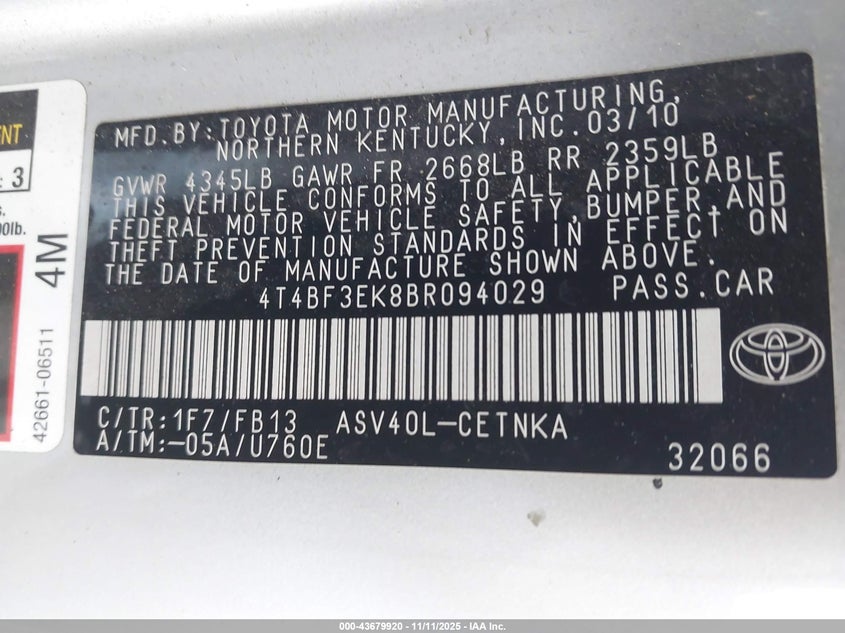 ENT
: 3
s.
00lb.
4M
42661-06511
MFD.BY:TOYOTA MOTOR MANUFACTURING,
NORTHERN KENTUCKY,INC.03/10
GVWR 4345LB GAWR FR 2668LB RR 2359LB
THIS VEHICLE CONFORMS TO ALL APPLICABLE
FEDERAL MOTOR VEHICLE SAFETY,BUMPER,AND
THEFT PREVENTION STANDARDS IN EFFECT ON
THE DATE OF MANUFACTURE SHOWN ABOVE.
4T4BF3EK8BR094029 PASS.CAR
C/TR:1F7/FB13 ASV40L-CETNKA
A/TM:-05A/U760E
32066
000-43679920 - 11/11/2025 - IAA Inc.